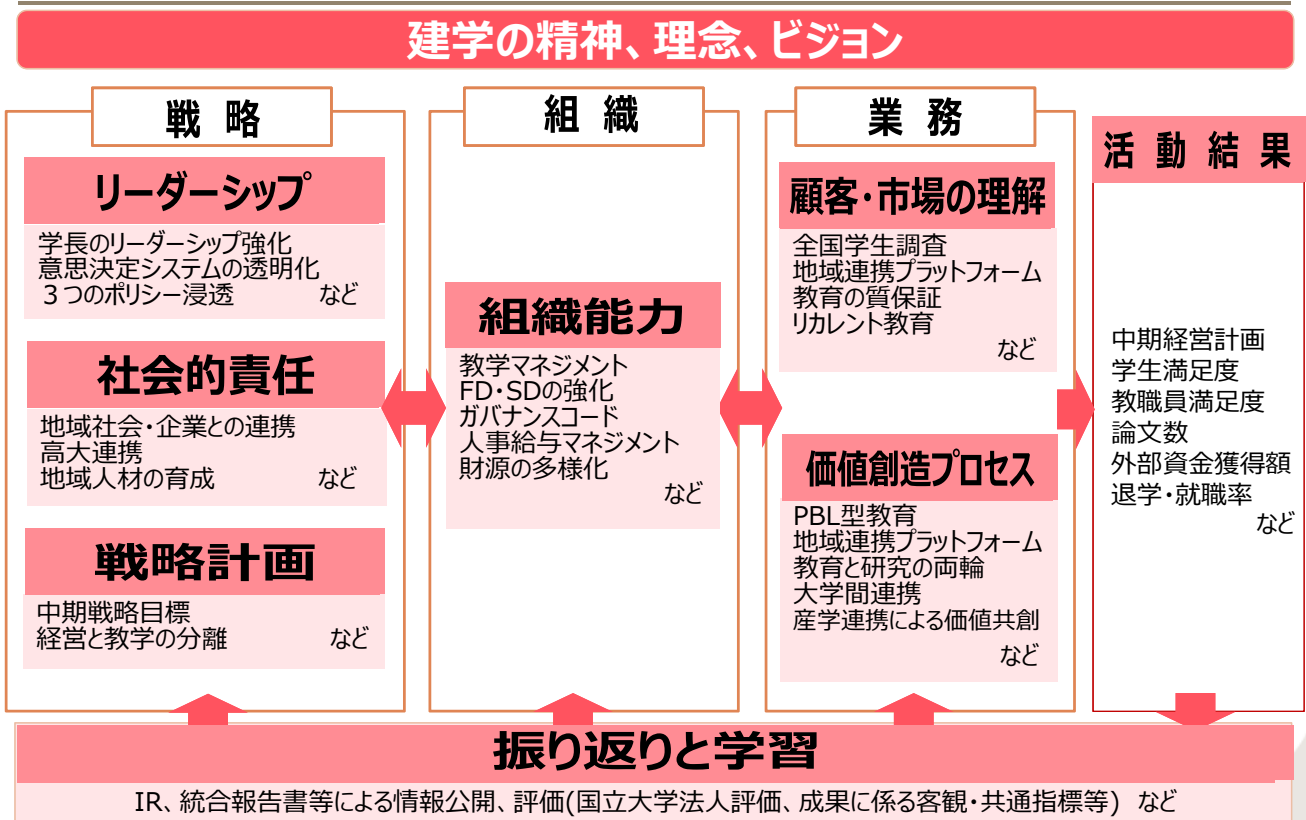 建学の精神、理念、ビジョン
戦 略
リーダーシップ
学長のリーダーシップ強化
意思決定システムの透明化
３つのポリシー浸透 など
社会的責任
地域社会・企業との連携
高大連携
地域人材の育成 など
戦略計画
中期戦略目標
経営と教学の分離 など
組 織
組織能力
教学マネジメント
FD・SDの強化
ガバナンスコード
人事給与マネジメント
財源の多様化
など
業 務
顧客・市場の理解
全国学生調査
地域連携プラットフォーム
教育の質保証
リカレント教育
など
価値創造プロセス
PBL型教育
地域連携プラットフォーム
教育と研究の両輪
大学間連携
産学連携による価値共創
など
活 動 結 果
中期経営計画
学生満足度
教職員満足度
論文数
外部資金獲得額
退学・就職率
など
振り返りと学習
IR、統合報告書等による情報公開、評価(国立大学法人評価、成果に係る客観・共通指標等) など